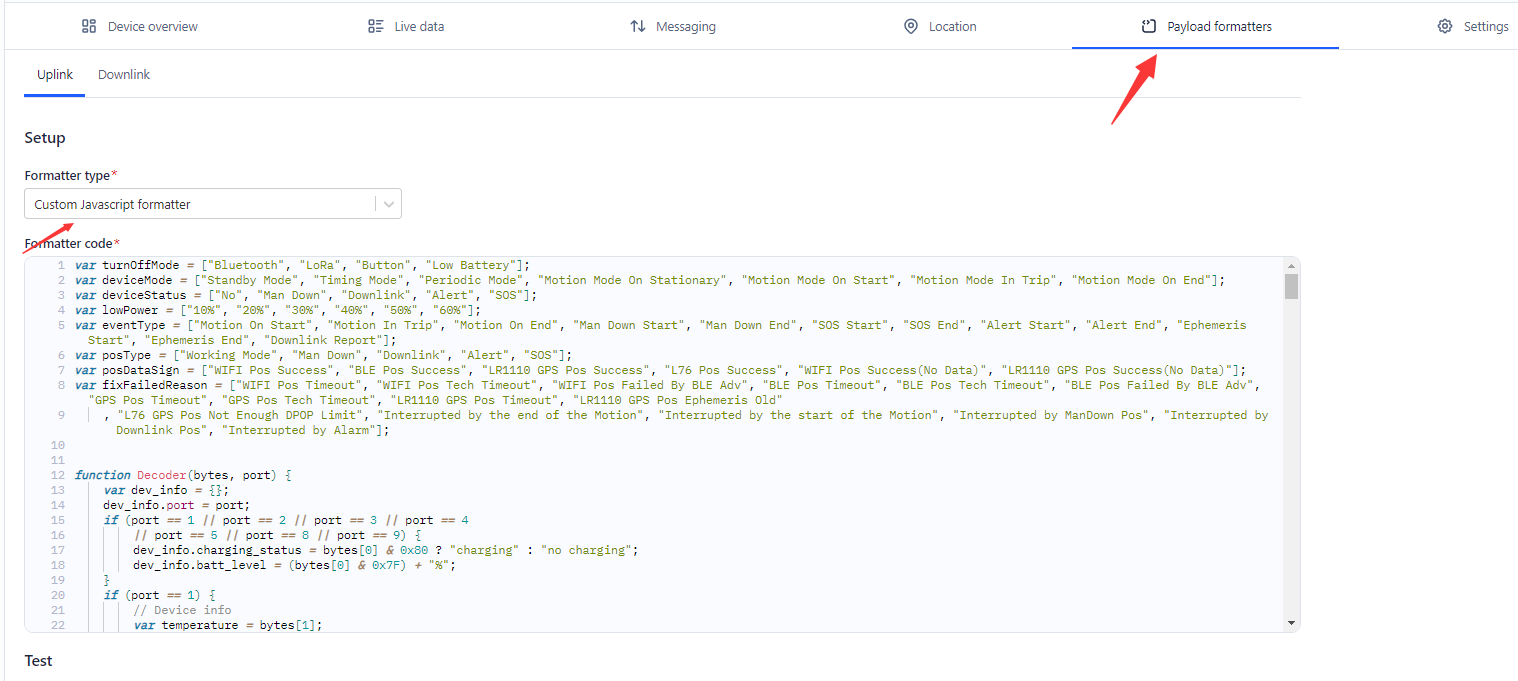 Device overview
Live data
Messaging
Location
Payload formatters
Settings
Uplink
Downlink
Setup
Formatter type*
Custom Javascript formatter
Formatter code*
1 var turnOffMode = ["Bluetooth", "LoRa", "Button", "Low Battery"];
2 var deviceMode = ["Standby Mode", "Timing Mode", "Periodic Mode", "Motion Mode On Stationary", "Motion Mode On Start", "Motion Mode In Trip", "Motion Mode On End"];
3 var deviceStatus = ["No", "Man Down", "Downlink", "Alert", "SOS"];
4 var lowPower = ["10%", "20%", "30%", "40%", "50%", "60%"];
5 var eventType = ["Motion On Start", "Motion In Trip", "Motion On End", "Man Down Start", "Man Down End", "SOS Start", "SOS End", "Alert Start", "Alert End", "Ephemeris
Start", "Ephemeris End", "Downlink Report"];
6 var posType = ["Working Mode", "Man Down", "Downlink", "Alert", "SOS"];
7 var posDataSign = ["WIFI Pos Success", "BLE Pos Success", "LR1110 GPS Pos Success", "L76 Pos Success", "WIFI Pos Success(No Data)", "LR1110 GPS Pos Success(No Data)"];
8 var fixFailedReason = ["WIFI Pos Timeout", "WIFI Pos Tech Timeout", "WIFI Pos Failed By BLE Adv", "BLE Pos Timeout", "BLE Pos Tech Timeout", "BLE Pos Failed By BLE Adv",
"GPS Pos Timeout", "GPS Pos Tech Timeout", "LR1110 GPS Pos Timeout", "LR1110 GPS Pos Ephemeris Old"
9 , "L76 GPS Pos Not Enough DPOP Limit", "Interrupted by the end of the Motion", "Interrupted by the start of the Motion", "Interrupted by ManDown Pos", "Interrupted by
Downlink Pos", "Interrupted by Alarm"];
10
11
12 function Decoder(bytes, port) {
13 var dev_info = {};
14 dev_info.port = port;
15 if (port == 1 // port == 2 // port == 3 // port == 4
16 // port == 5 // port == 8 // port == 9) {
17 dev_info.charging_status = bytes[0] & 0x80 ? "charging" : "no charging";
18 dev_info.batt_level = (bytes[0] & 0x7F) + "%";
19 }
20 if (port == 1) {
21 // Device info
22 var temperature = bytes[1];
Test